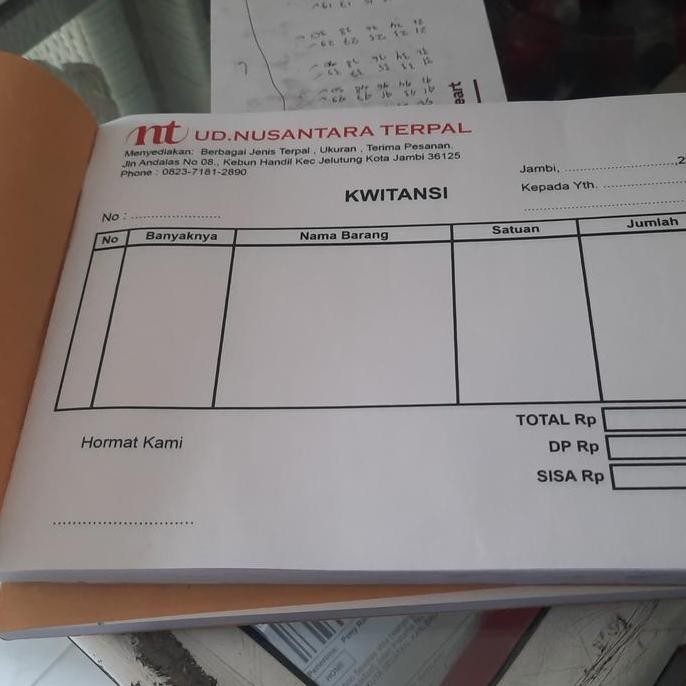 eart
nt UD.NUSANTARA TERPAL
Menyediakan: Berbagai Jenis Terpal , Ukuran , Terima Pesanan.
Jln Andalas No 08., Kebun Handil Kec Jelutung Kota Jambi 36125
Phone : 0823-7181-2890
Jambi, ........................,2
Kepada Yth. ....................
KWITANSI
No : ........................
No Banyaknya Nama Barang Satuan Jumlah
TOTAL Rp
DP Rp
SISA Rp
Hormat Kami